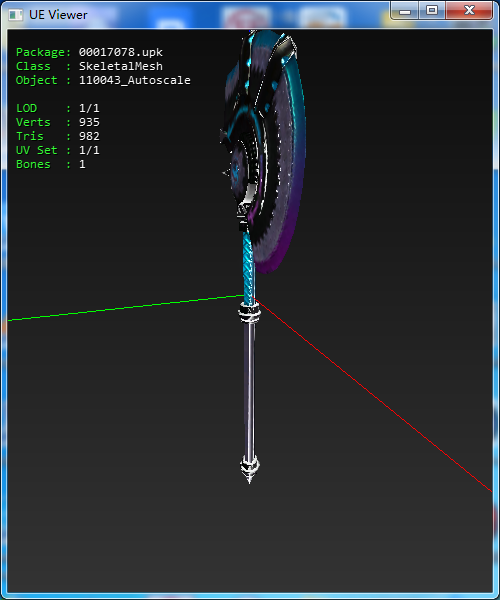 UE Viewer
Package: 00017078.upk
Class : SkeletalMesh
Object : 110043_Autoscale
LOD : 1/1
Verts : 935
Tris : 982
UV Set : 1/1
Bones : 1